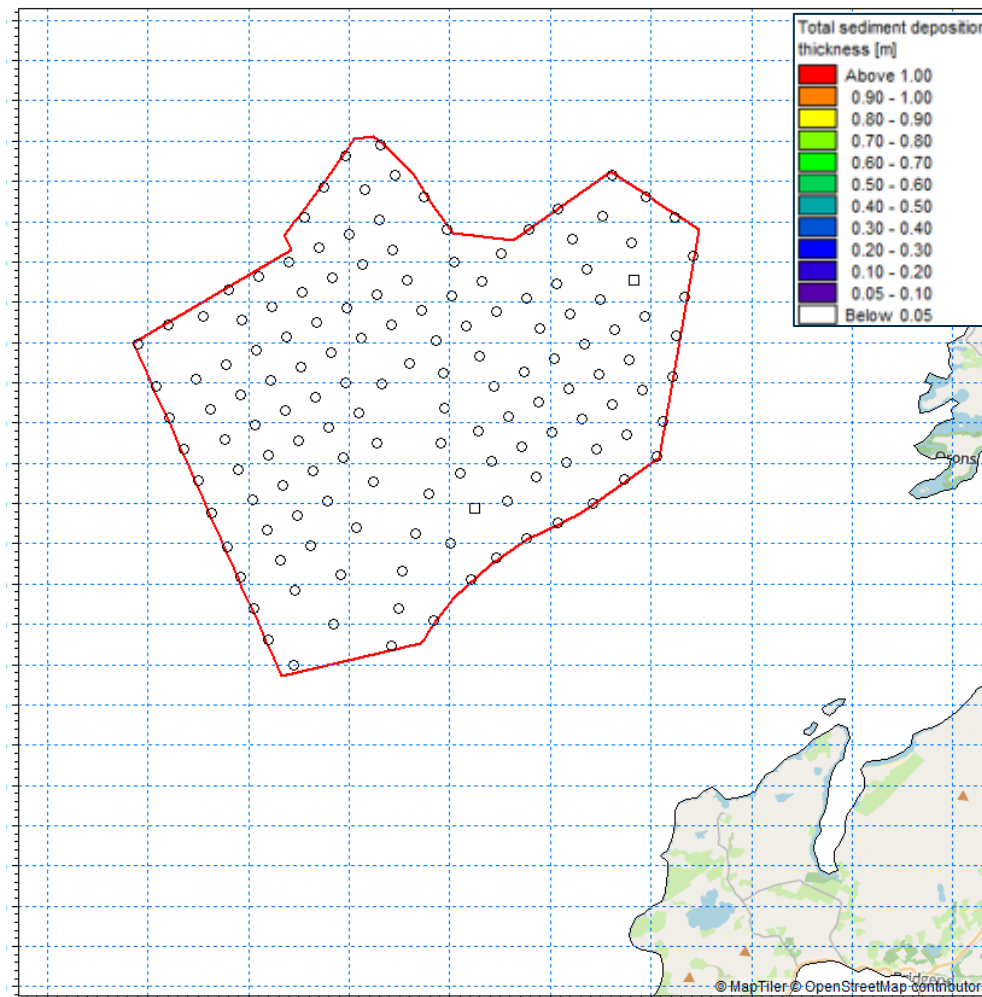 Total sediment deposition
thickness [m]
Above 1.00
0.90 - 1.00
0.80 - 0.90
0.70 - 0.80
0.60 - 0.70
0.50 - 0.60
0.40 - 0.50
0.30 - 0.40
0.20 - 0.30
0.10 - 0.20
0.05 - 0.10
Below 0.05
Orons
© MapTiler © OpenStreetMap contributor